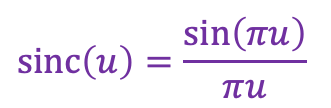 sinc(u) = sin(πu) / πu